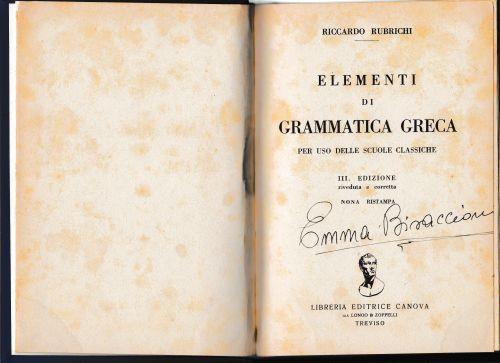 RICCARDO RUBRICHI
ELEMENTI
DI
GRAMMATICA GRECA
PER USO DELLE SCUOLE CLASSICHE
III. EDIZIONE
riveduta e corretta
NONA RISTAMPA
Emma
LIBRERIA EDITRICE CANOVA
già LONGO & ZOPPELLI
TREVISO